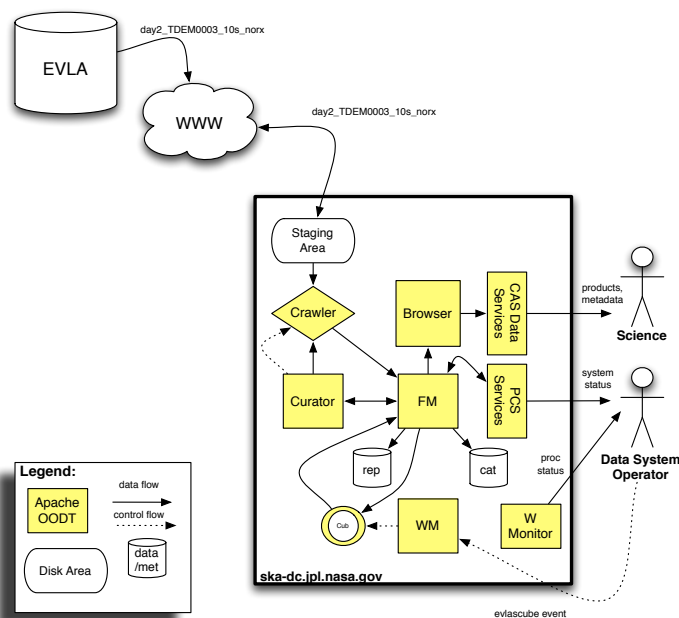 day2_TDEM0003_10s_norx
EVLA
WWW
day2_TDEM0003_10s_norx
Staging
Area
Crawler
Browser
CAS Data
Services
products,
metadata
Science
Curator
FM
PCS
Services
system
status
Data System
Operator
rep
cat
proc
status
Cub
WM
W
Monitor
ska-dc.jpl.nasa.gov
evlascube event
Legend:
data flow
Apache
OODT
control flow
Disk Area
data
/met